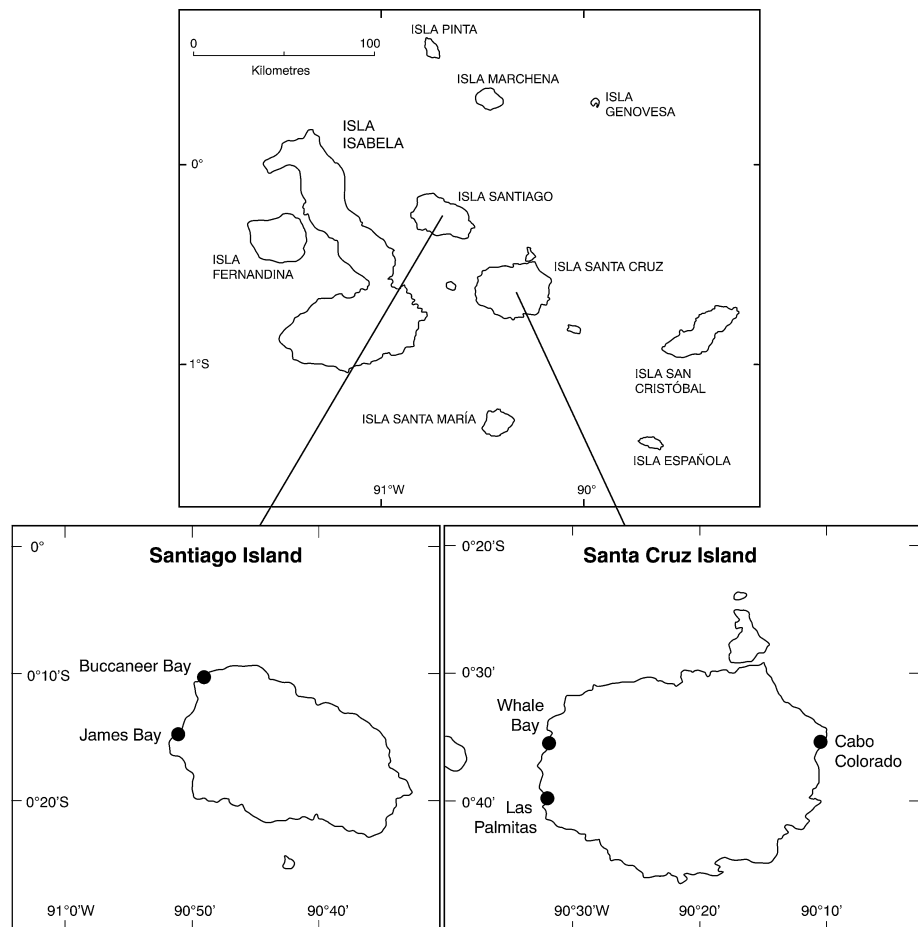 ISLA PINTA
0 100
Kilometres
ISLA MARCHENA
ISLA
GENOVESA
ISLA
ISABELA
0°
ISLA SANTIAGO
ISLA
FERNANDINA
ISLA SANTA CRUZ
1°S
ISLA SAN
CRISTÓBAL
ISLA SANTA MARÍA
ISLA ESPAÑOLA
91°W 90°
Santiago Island
0°
Buccaneer Bay
0°10'S
James Bay
0°20'S
91°0'W 90°50' 90°40'
Santa Cruz Island
0°20'S
0°30'
Whale
Bay
Cabo
Colorado
0°40'
Las
Palmitas
90°30'W 90°20' 90°10'